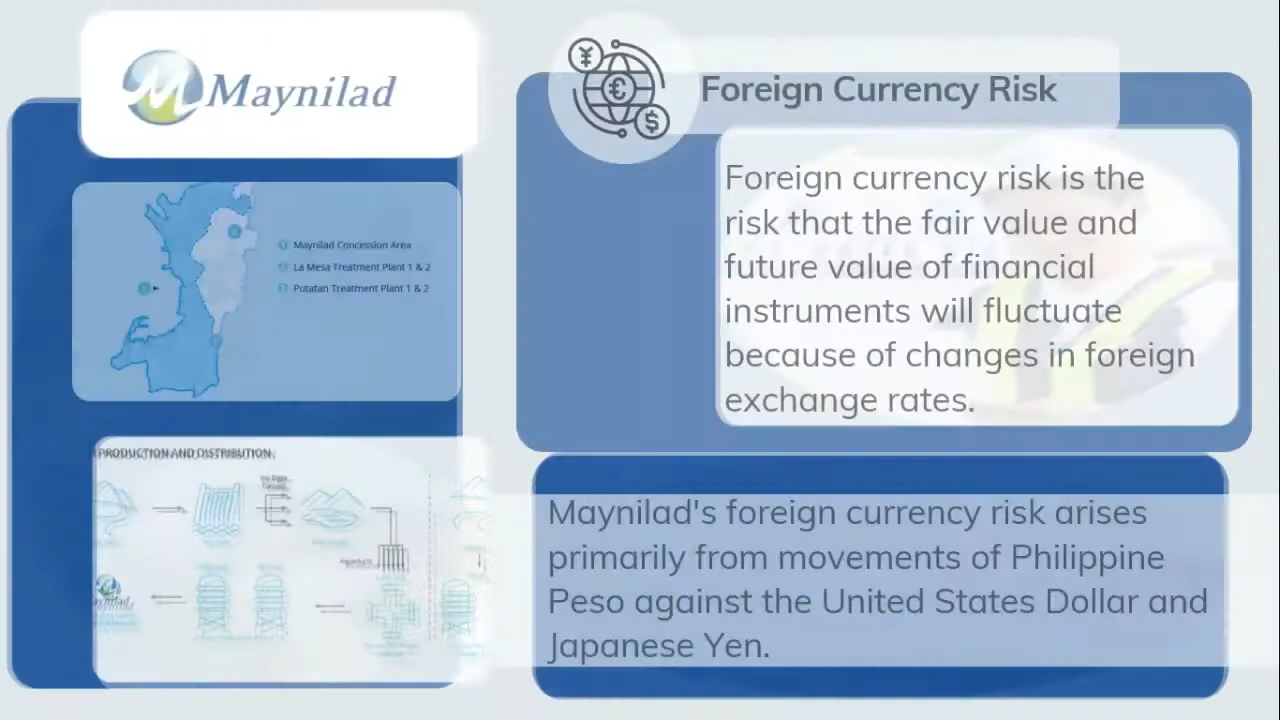 Maynilad
Maynilad Concession Area
La Mesa Treatment Plant 1 & 2
Putatan Treatment Plant 1 & 2
PRODUCTION AND DISTRIBUTION
Maynilad
Foreign Currency Risk
Foreign currency risk is the
risk that the fair value and
future value of financial
instruments will fluctuate
because of changes in foreign
exchange rates.
Maynilad's foreign currency risk arises
primarily from movements of Philippine
Peso against the United States Dollar and
Japanese Yen.